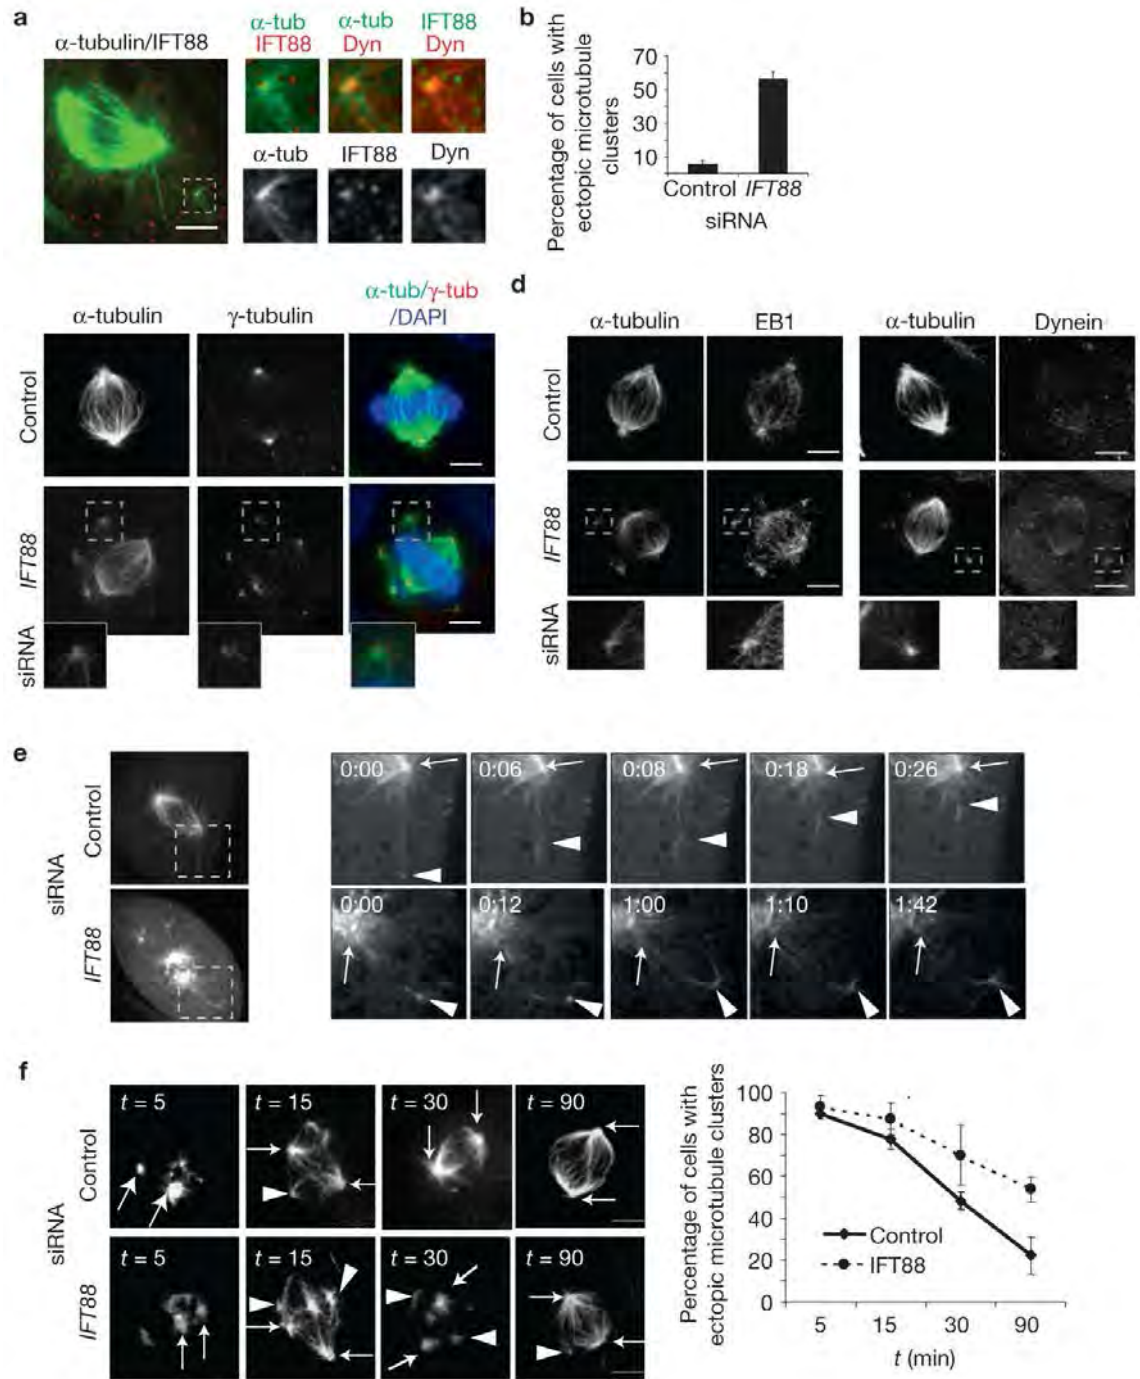 a
α-tubulin/IFT88
α-tub
IFT88
α-tub
Dyn
IFT88
Dyn
α-tub
IFT88
Dyn
b
Percentage of cells with
ectopic microtubule
clusters
70
50
30
10
Control IFT88
siRNA
α-tubulin
γ-tubulin
α-tub/γ-tub
/DAPI
Control
IFT88
siRNA
d
α-tubulin
EB1
α-tubulin
Dynein
Control
IFT88
siRNA
e
siRNA
Control
IFT88
0:00
0:06
0:08
0:18
0:26
0:00
0:12
1:00
1:10
1:42
f
siRNA
Control
IFT88
t = 5
t = 15
t = 30
t = 90
t = 5
t = 15
t = 30
t = 90
Percentage of cells with
ectopic microtubule clusters
100
80
60
40
20
0
Control
IFT88
5
15
30
90
t (min)